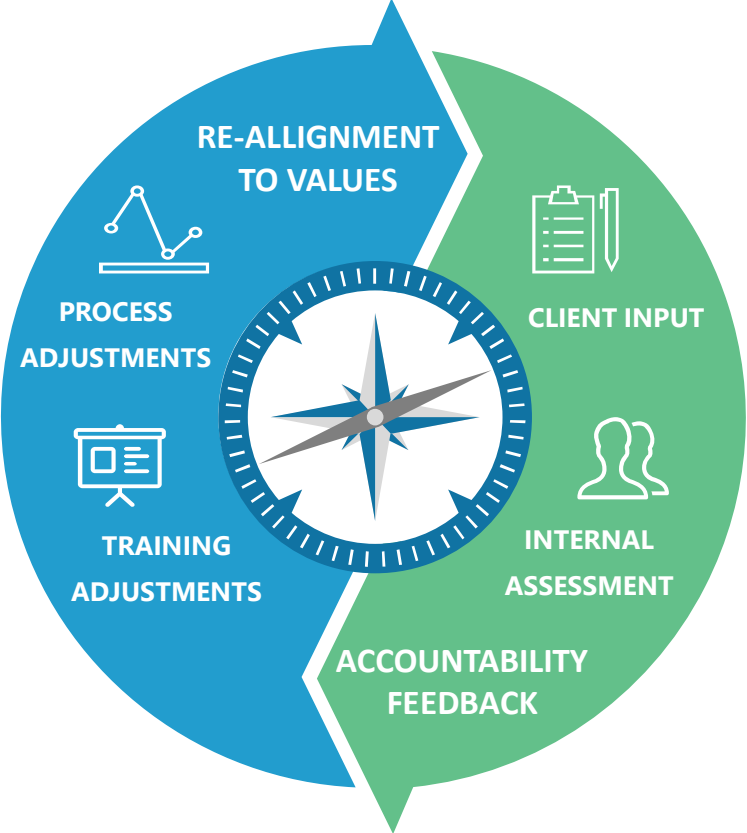 RE-ALLIGNMENT
TO VALUES
PROCESS
ADJUSTMENTS
TRAINING
ADJUSTMENTS
CLIENT INPUT
INTERNAL
ASSESSMENT
ACCOUNTABILITY
FEEDBACK